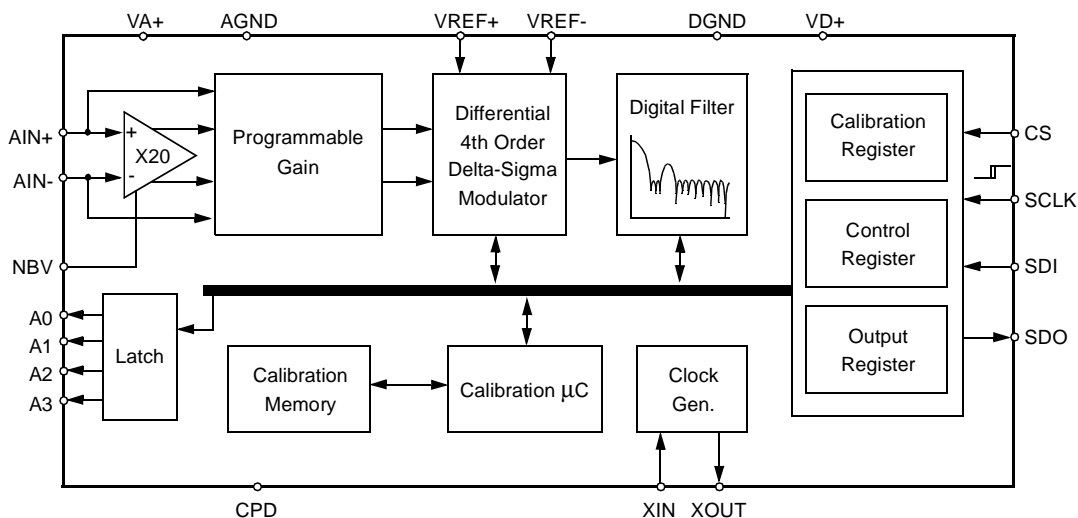 VA+ AGND VREF+ VREF- DGND VD+
AIN+
AIN-
NBV
+
X20
-
Programmable
Gain
Differential
4th Order
Delta-Sigma
Modulator
Digital Filter
Calibration
Register
Control
Register
Output
Register
CS
SCLK
SDI
SDO
A0
A1
A2
A3
Latch
Calibration
Memory
Calibration μC
Clock
Gen.
CPD XIN XOUT